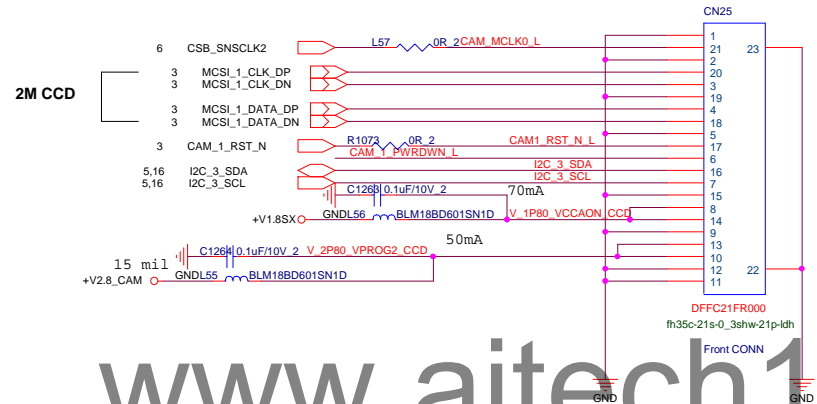 CN25
6 CSB_SNSCLK2 L57 0R_2 CAM_MCLK0_L
3 MCSI_1_CLK_DP
3 MCSI_1_CLK_DN
2M CCD
3 MCSI_1_DATA_DP
3 MCSI_1_DATA_DN
3 CAM_1_RST_N R1073 0R_2 CAM1_RST_N_L
CAM_1_PWRDWN_L
5,16 I2C_3_SDA I2C_3_SDA
5,16 I2C_3_SCL I2C_3_SCL
C1263 0.1uF/10V_2 70mA
+V1.8SX GND L56 BLM18BD601SN1D V_1P80_VCCAON_CCD
50mA
C1264 0.1uF/10V_2 V_2P80_VPROG2_CCD
15 mil
+V2.8_CAM GND L55 BLM18BD601SN1D
1
21 23
2
20
3
19
4
18
5
17
6
16
7
15
8
14
9
13
10
12 22
11
DFFC21FR000
fh35c-21s-0_3shw-21p-ldh
Front CONN
www.aitech1
GND GND